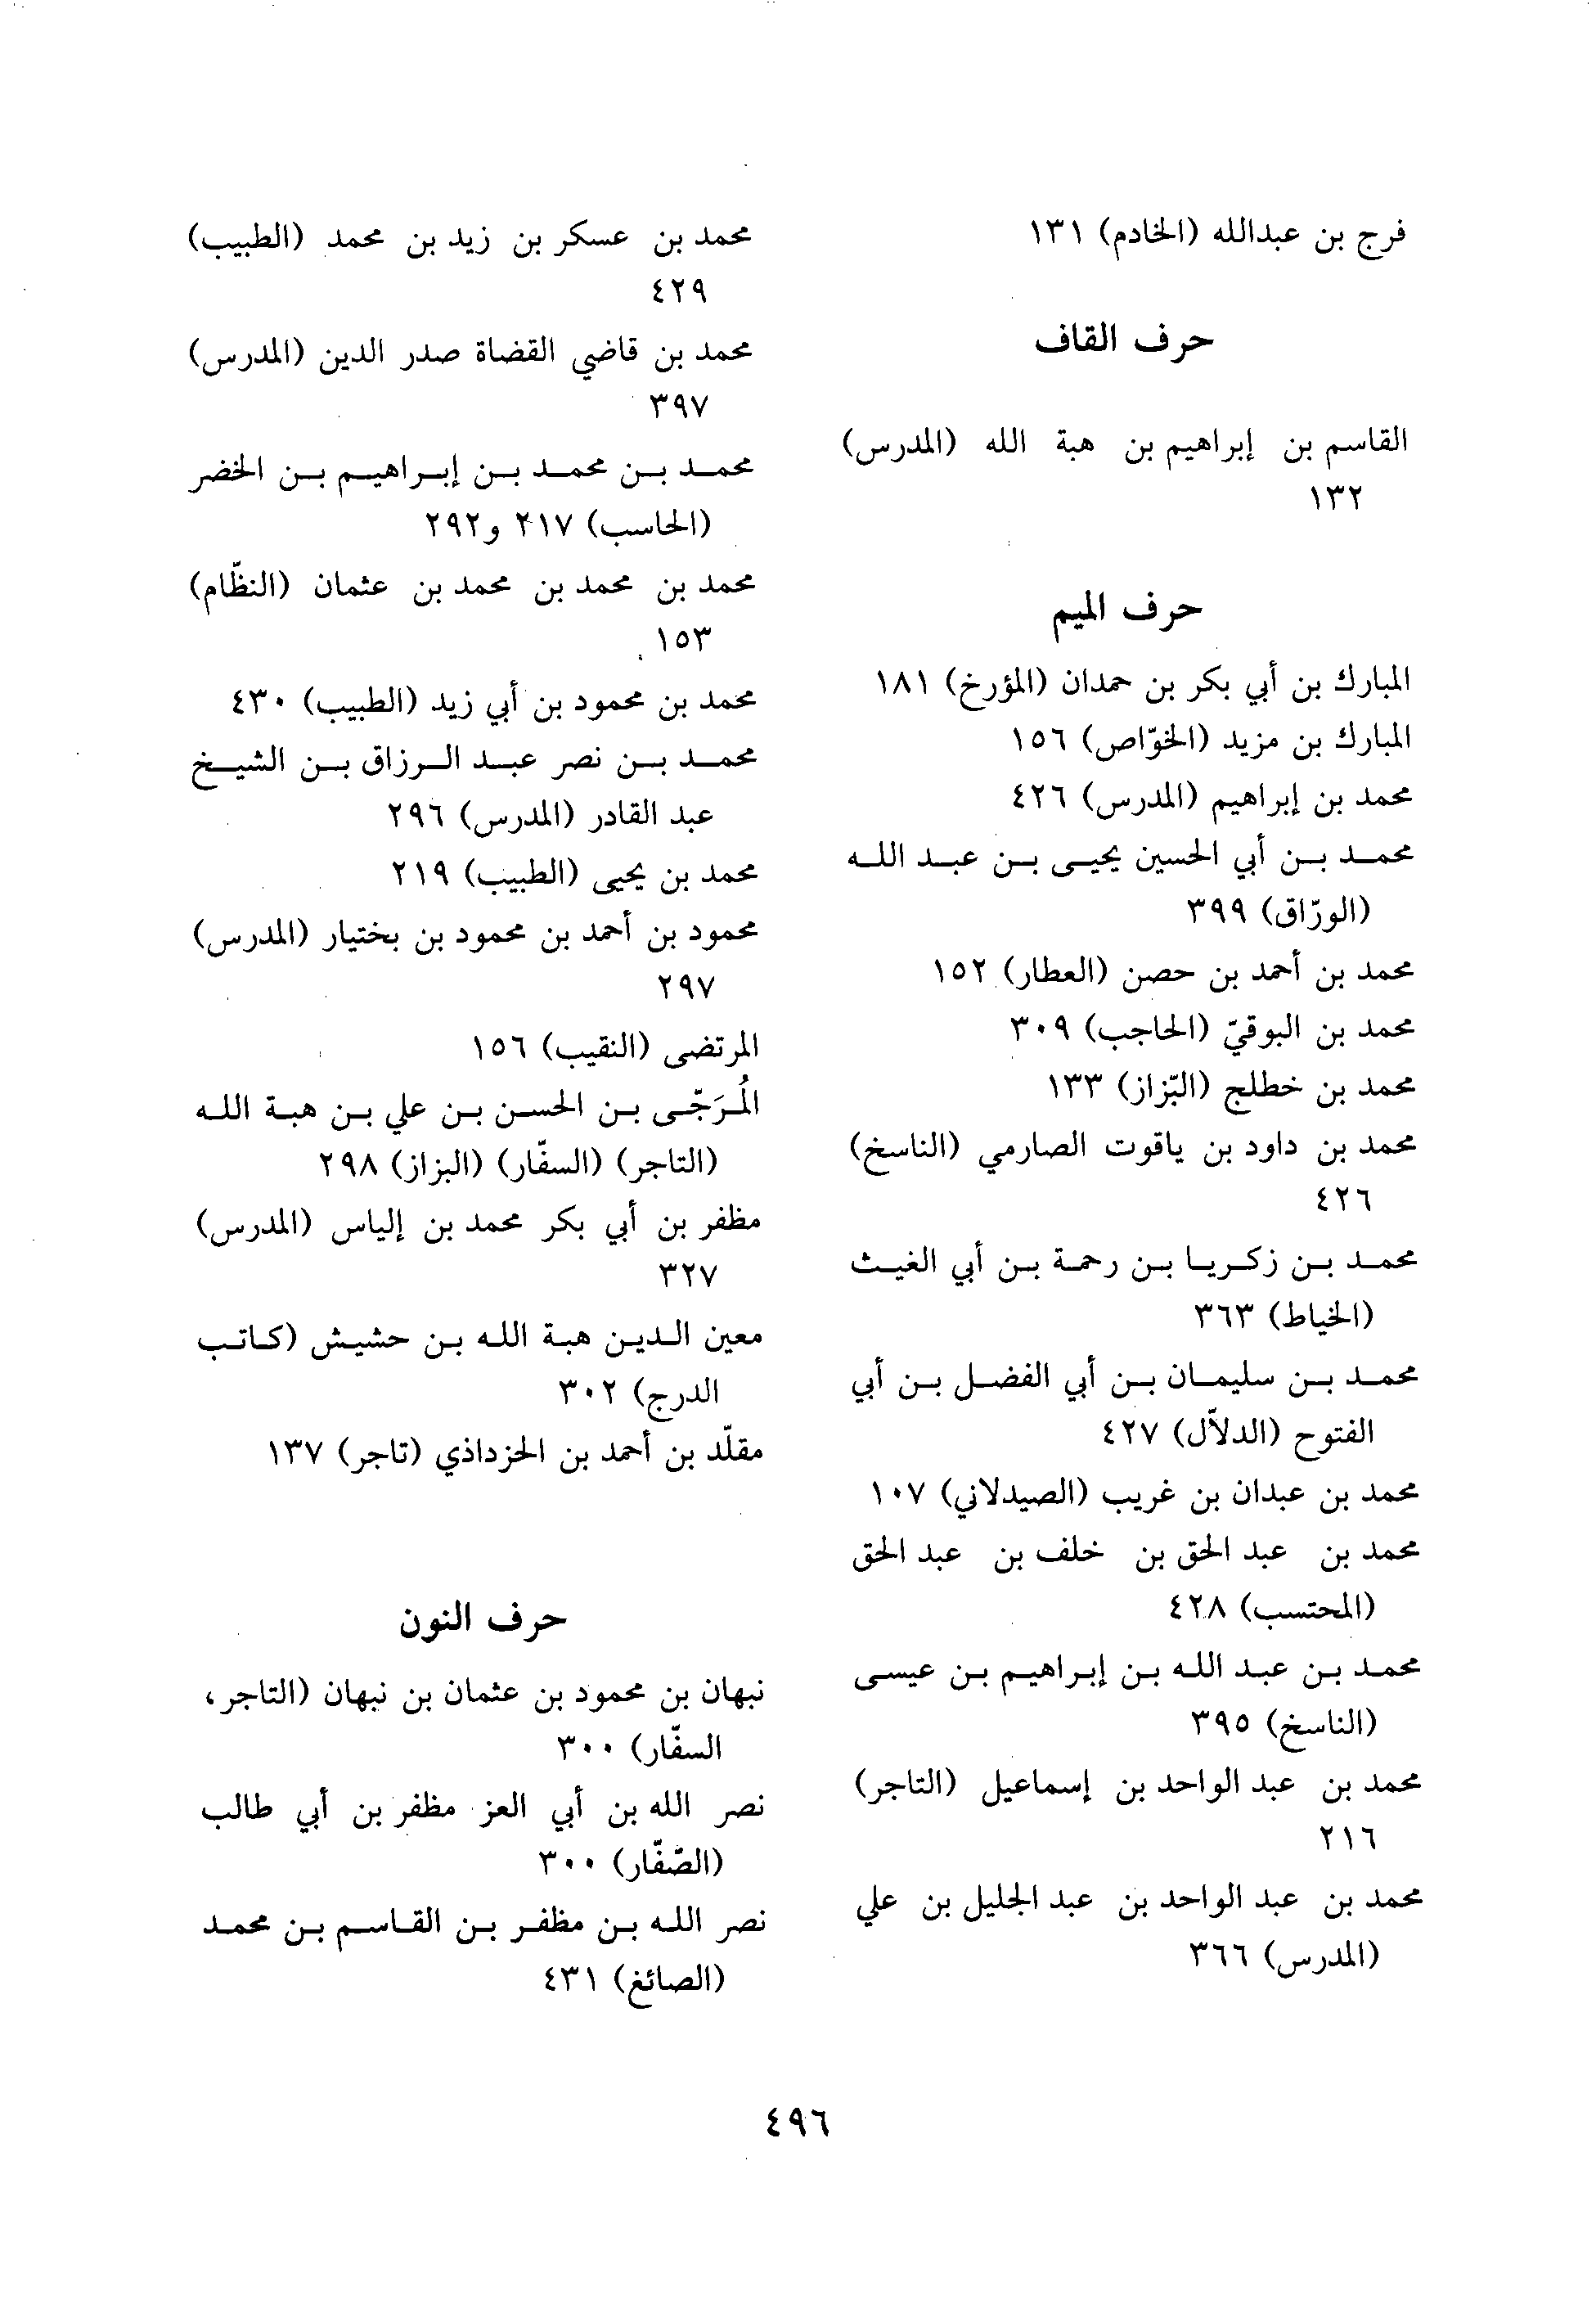 فرج بن عبدالله (الخادم) ١٣١
حرف القاف
القاسم بن إبراهيم بن هبة الله (المدرس)
١٣٢
حرف الميم
المبارك بن أبي بكر بن حمدان (المؤرخ) ١٨١
المبارك بن مزيد (الخوّاص) ١٥٦
محمد بن إبراهيم (المدرس) ٤٢٦
محمد بن أبي الحسين يحيى بن عبد الله
(الورّاق) ٣٩٩
محمد بن أحمد بن حصن (العطار) ١٥٢
محمد بن البوقيّ (الحاجب) ٣٠٩
محمد بن خطلج (البّزاز) ١٣٣
محمد بن داود بن ياقوت الصارمي (الناسخ)
٤٢٦
محمد بن زكريا بن رحمة بن أبي الغيث
(الخياط) ٣٦٣
محمد بن سليمان بن أبي الفضل بن أبي
الفتوح (الدلاّل) ٤٢٧
محمد بن عبدان بن غريب (الصيدلاني) ١٠٧
محمد بن عبد الحق بن خلف بن عبد الحق
(المحتسب) ٤٢٨
محمد بن عبد الله بن إبراهيم بن عيسى
(الناسخ) ٣٩٥
محمد بن عبد الواحد بن إسماعيل (التاجر)
٢١٦
محمد بن عبد الواحد بن عبد الجليل بن علي
(المدرس) ٣٦٦
محمد بن عسكر بن زيد بن محمد (الطبيب)
٤٢٩
محمد بن قاضي القضاة صدر الدين (المدرس)
٣٩٧
محمد بن محمد بن إبراهيم بن الخضر
(الحاسب) ٢١٧ و٢٩٢
محمد بن محمد بن محمد بن عثمان (النظّام)
١٥٣
محمد بن محمود بن أبي زيد (الطبيب) ٤٣٠
محمد بن نصر عبد الرزاق بن الشيخ
عبد القادر (المدرس) ٢٩٦
محمد بن يحيى (الطبيب) ٢١٩
محمود بن أحمد بن محمود بن بختيار (المدرس)
٢٩٧
المرتضى (النقيب) ١٥٦
المُرَجّى بن الحسن بن علي بن هبة الله
(التاجر) (السفّار) (البزاز) ٢٩٨
مظفر بن أبي بكر محمد بن إلياس (المدرس)
٣٢٧
معين الدين هبة الله بن حشيش (كاتب
الدرج) ٣٠٢
مقلّد بن أحمد بن الخزداذي (تاجر) ١٣٧
حرف النون
نبهان بن محمود بن عثمان بن نبهان (التاجر،
السفّار) ٣٠٠
نصر الله بن أبي العز مظفر بن أبي طالب
(الصّفّار) ٣٠٠
نصر الله بن مظفر بن القاسم بن محمد
(الصائغ) ٤٣١
٤٩٦